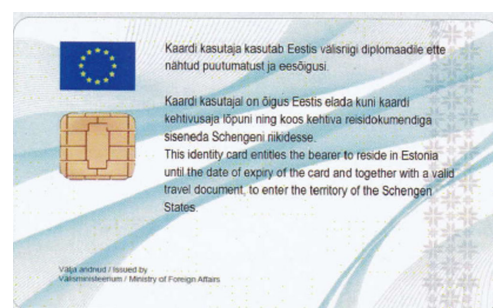 Kaardi kasutaja kasutab Eestis välisriigi diplomaadile ette
nähtud puutumatust ja eesõigusi.
Kaardi kasutajal on õigus Eestis elada kuni kaardi
kehtivusaja lõpuni ning koos kehtiva reisidokumendiga
siseneda Schengeni riikidesse.
This identity card entitles the bearer to reside in Estonia
until the date of expiry of the card and together with a valid
travel document, to enter the territory of the Schengen
States.
Välja andnud / Issued by
Välisministeerium / Ministry of Foreign Affairs